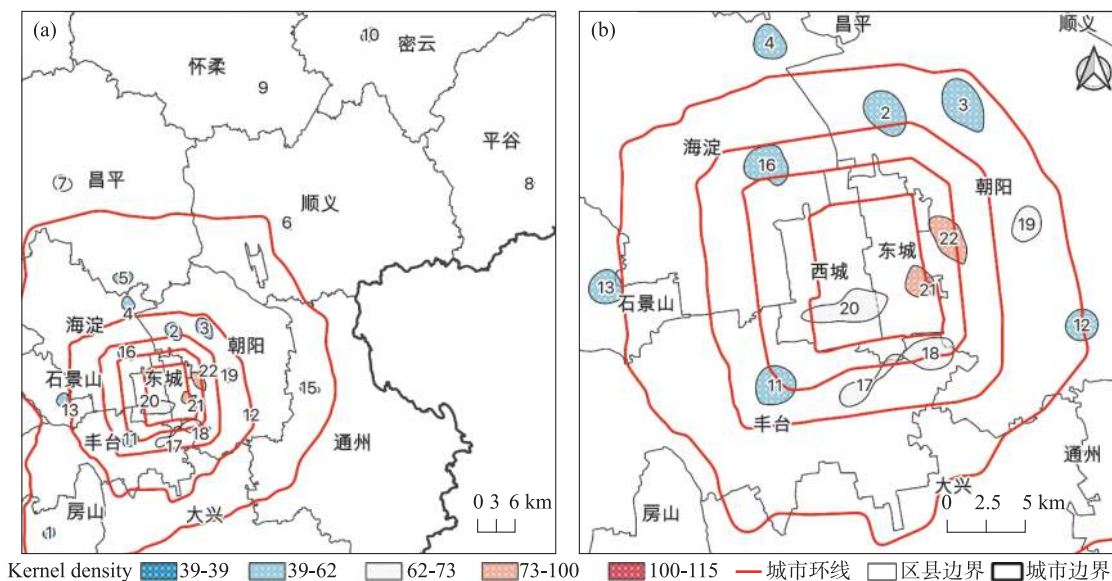 (a)
10
密云
怀柔
9
平谷
昌平
7
8
顺义
6
5
4
海淀
2
3
朝阳
16
石景山
东城
22
19
13
20
21
15
12
丰台
11
18
17
通州
0 3 6 km
房山
大兴
1
(b)
昌平
顺义
4
3
2
海淀
16
朝阳
19
22
东城
西城
13
21
石景山
20
12
18
11
17
丰台
通州
大兴
房山
0 2.5 5 km
Kernel density 39-39 39-62 62-73 73-100 100-115 城市环线 区县边界 城市边界